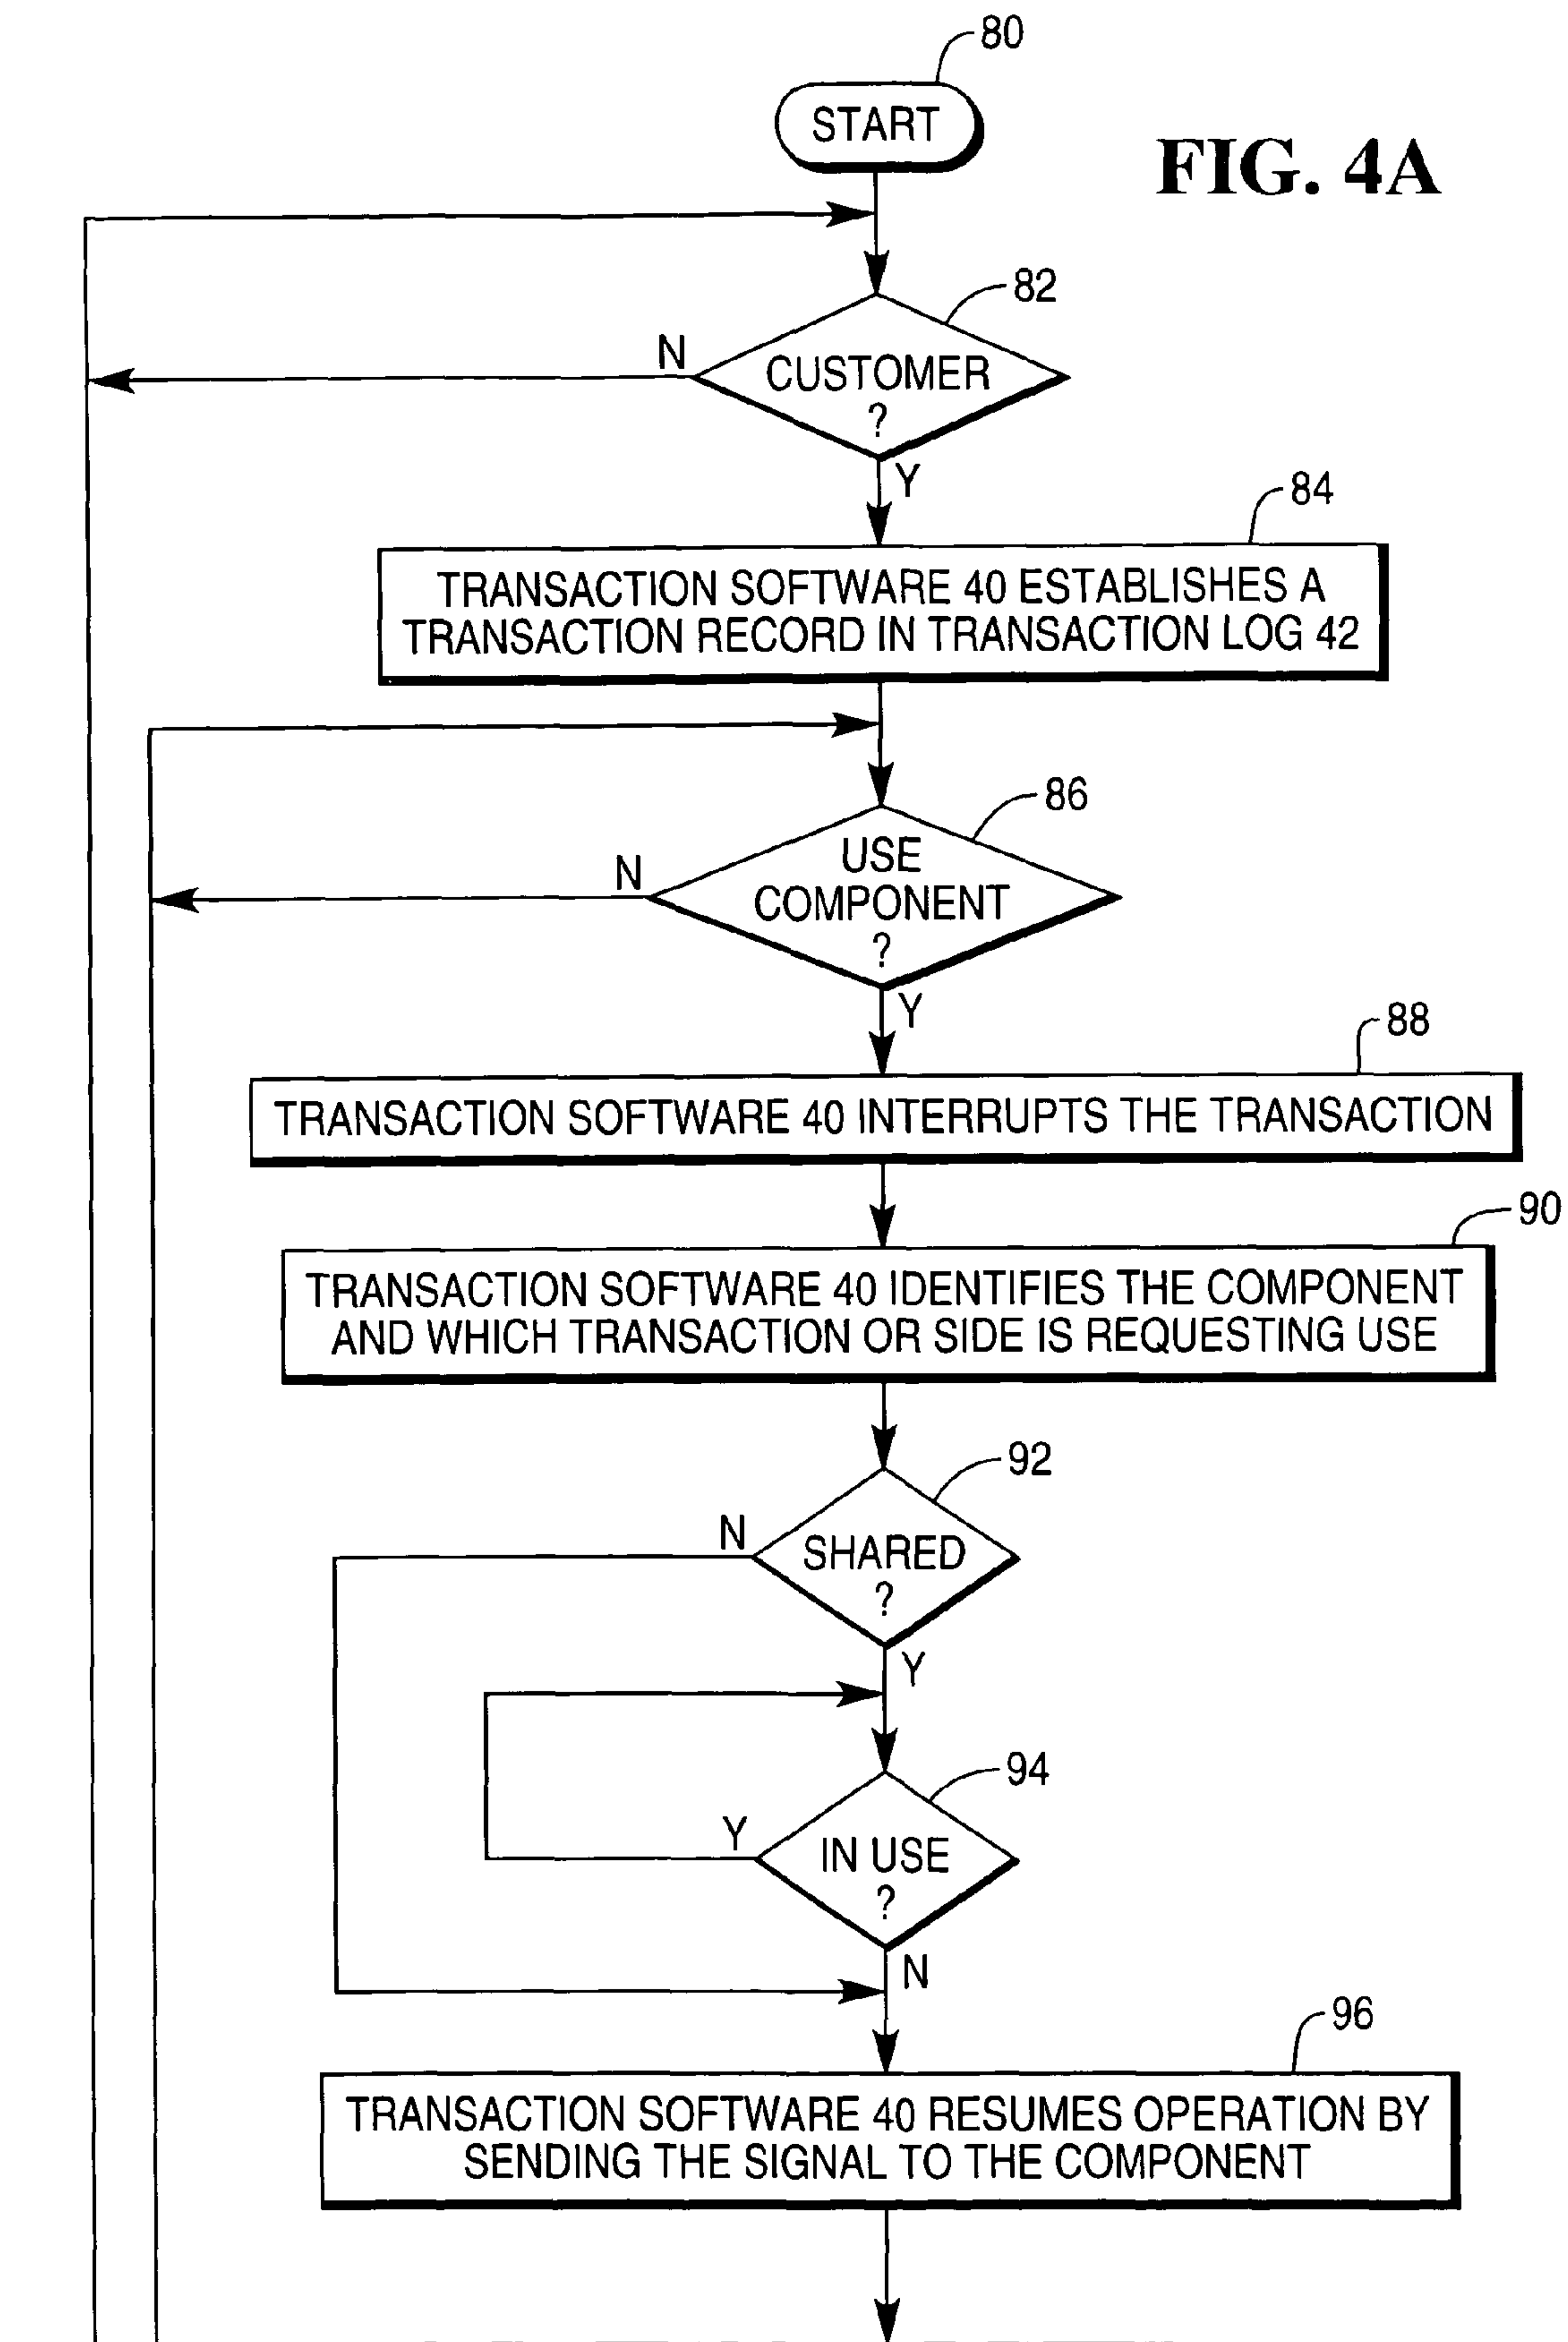 80
START
FIG. 4A
82
N
CUSTOMER
?
Y
84
TRANSACTION SOFTWARE 40 ESTABLISHES A
TRANSACTION RECORD IN TRANSACTION LOG 42
86
N
USE
COMPONENT
?
Y
88
TRANSACTION SOFTWARE 40 INTERRUPTS THE TRANSACTION
90
TRANSACTION SOFTWARE 40 IDENTIFIES THE COMPONENT
AND WHICH TRANSACTION OR SIDE IS REQUESTING USE
92
N
SHARED
?
Y
94
Y
IN USE
?
N
96
TRANSACTION SOFTWARE 40 RESUMES OPERATION BY
SENDING THE SIGNAL TO THE COMPONENT